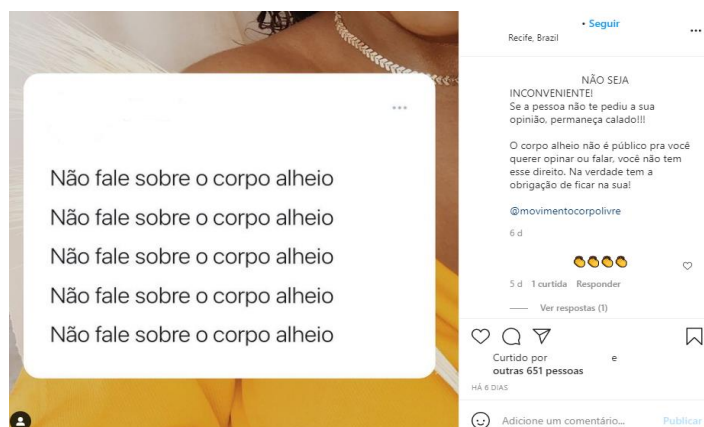 Não fale sobre o corpo alheio
Não fale sobre o corpo alheio
Não fale sobre o corpo alheio
Não fale sobre o corpo alheio
Não fale sobre o corpo alheio
• Seguir
Recife, Brazil
NÃO SEJA
INCONVENIENTE!
Se a pessoa não te pediu a sua
opinião, permaneça calado!!!
O corpo alheio não é público pra você
querer opinar ou falar, você não tem
esse direito. Na verdade tem a
obrigação de ficar na sua!
@movimentocorpolivre
6 d
👏👏👏👏
5 d 1 curtida Responder
Ver respostas (1)
Curtido por e
outras 651 pessoas
HÁ 6 DIAS
Adicione um comentário... Publicar